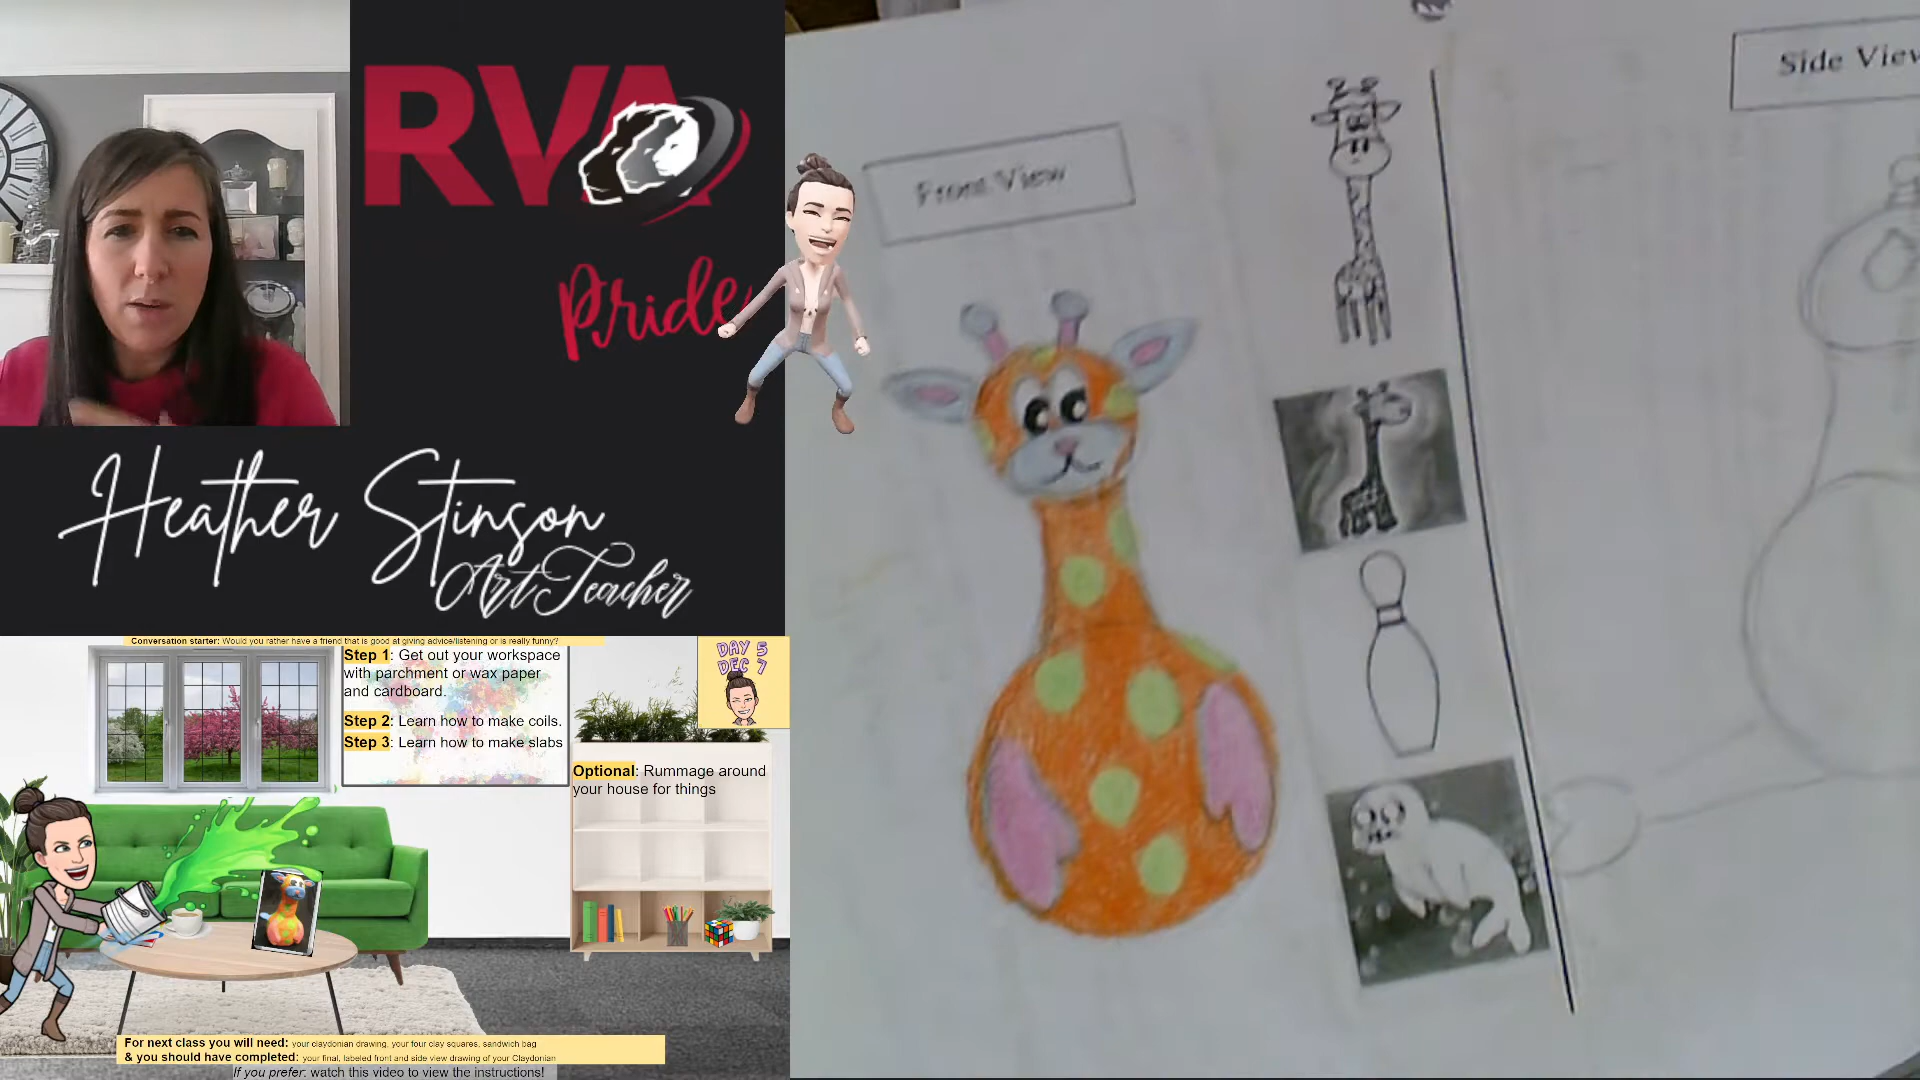 RVA
Pride
Heather Stinson
Art Teacher
Conversation starter: Would you rather have a friend that is good at giving advice/listening or is really funny?
Step 1: Get out your workspace
with parchment or wax paper
and cardboard.
Step 2: Learn how to make coils.
Step 3: Learn how to make slabs
DAY 5
DEC 7
Optional: Rummage around
your house for things
For next class you will need: your claydonian drawing, your four clay squares, sandwich bag
& you should have completed: your final, labeled front and side view drawing of your Claydonian
If you prefer: watch this video to view the instructions!
Front View
Side View